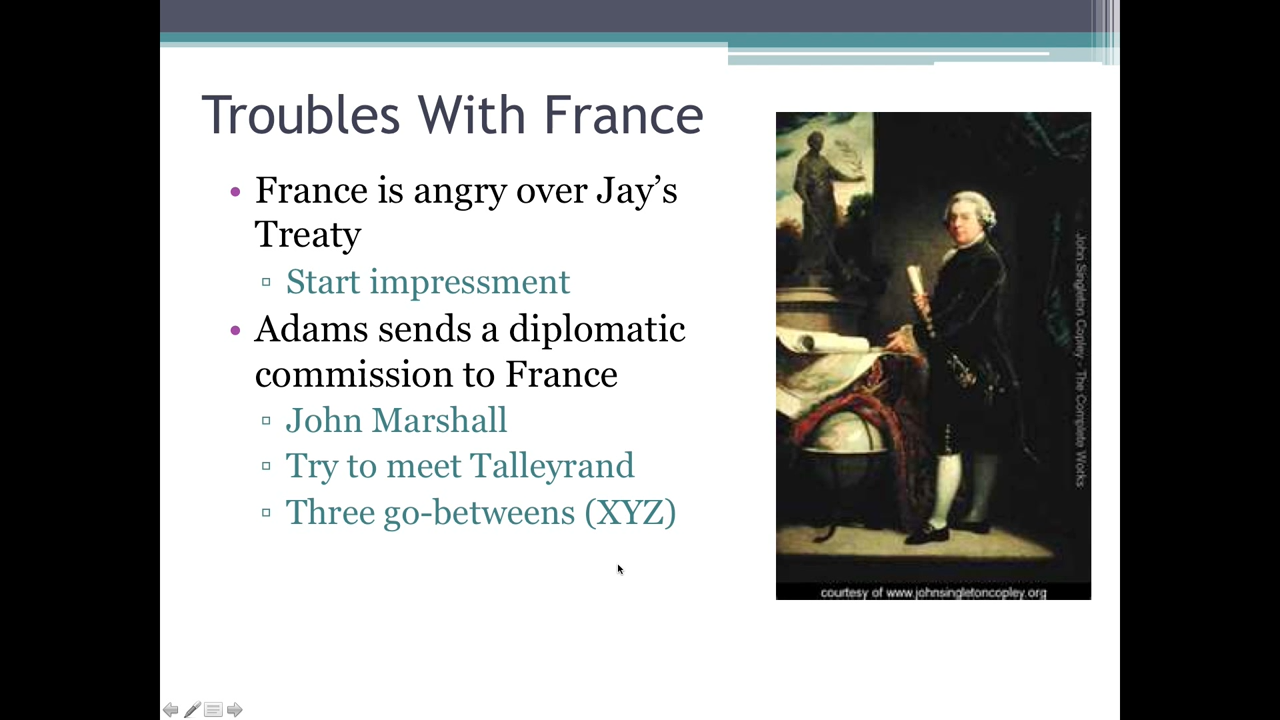 Troubles With France
• France is angry over Jay’s
Treaty
▫ Start impressment
• Adams sends a diplomatic
commission to France
▫ John Marshall
▫ Try to meet Talleyrand
▫ Three go-betweens (XYZ)
John Singleton Copley - The Complete Works
courtesy of www.johnsingletoncopley.org